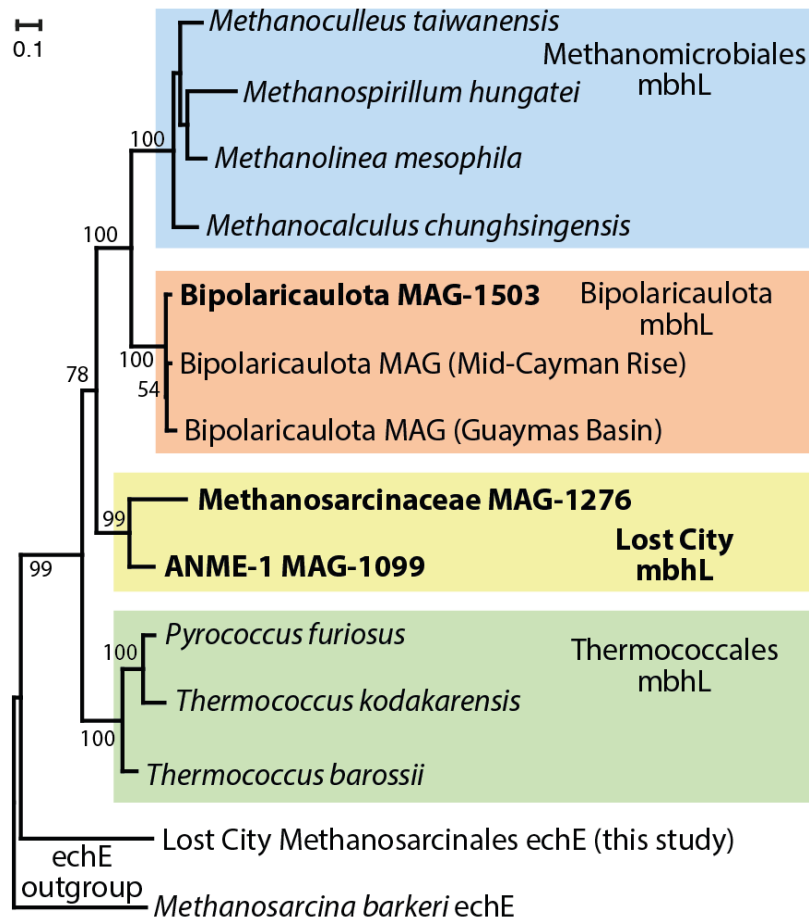 0.1
Methanoculleus taiwanensis
Methanomicrobiales
mbhL
Methanospirillum hungatei
100
Methanolinea mesophila
Methanocalculus chunghsingensis
100
Bipolaricaulota MAG-1503
Bipolaricaulota
mbhL
100
Bipolaricaulota MAG (Mid-Cayman Rise)
78
54
Bipolaricaulota MAG (Guaymas Basin)
Methanosarcinaceae MAG-1276
99
Lost City
mbhL
ANME-1 MAG-1099
99
Pyrococcus furiosus
Thermococcales
mbhL
100
Thermococcus kodakarensis
100
Thermococcus barossii
Lost City Methanosarcinales echE (this study)
echE
outgroup
Methanosarcina barkeri echE